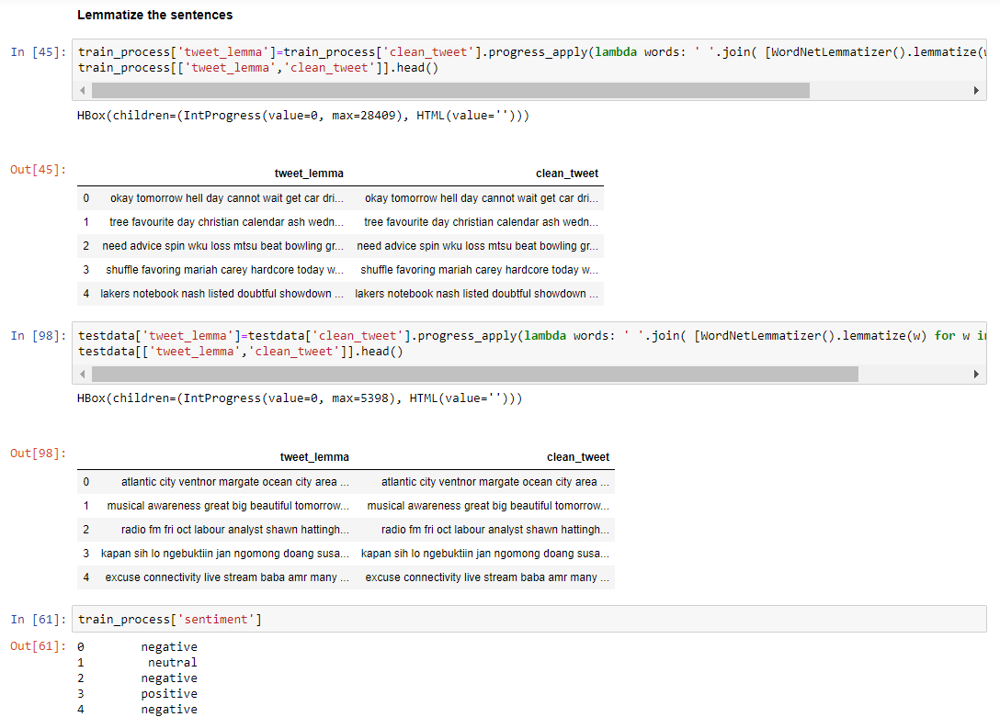 Lemmatize the sentences
In [45]: train_process['tweet_lemma']=train_process['clean_tweet'].progress_apply(lambda words: ' '.join( [WordNetLemmatizer().lemmatize(
train_process[['tweet_lemma','clean_tweet']].head()
HBox(children=(IntProgress(value=0, max=28409), HTML(value='')))
Out[45]:
tweet_lemma clean_tweet
0 okay tomorrow hell day cannot wait get car dri... okay tomorrow hell day cannot wait get car dri...
1 tree favourite day christian calendar ash wedn... tree favourite day christian calendar ash wedn...
2 need advice spin wku loss mtsu beat bowling gr... need advice spin wku loss mtsu beat bowling gr...
3 shuffle favoring mariah carey hardcore today w... shuffle favoring mariah carey hardcore today w...
4 lakers notebook nash listed doubtful showdown ... lakers notebook nash listed doubtful showdown ...
In [98]: testdata['tweet_lemma']=testdata['clean_tweet'].progress_apply(lambda words: ' '.join( [WordNetLemmatizer().lemmatize(w) for w in
testdata[['tweet_lemma','clean_tweet']].head()
HBox(children=(IntProgress(value=0, max=5398), HTML(value='')))
Out[98]:
tweet_lemma clean_tweet
0 atlantic city ventnor margate ocean city area ... atlantic city ventnor margate ocean city area ...
1 musical awareness great big beautiful tomorrow... musical awareness great big beautiful tomorrow...
2 radio fm fri oct labour analyst shawn hattingh... radio fm fri oct labour analyst shawn hattingh...
3 kapan sih lo ngebuktiin jan ngomong doang susa... kapan sih lo ngebuktiin jan ngomong doang susa...
4 excuse connectivity live stream baba amr many ... excuse connectivity live stream baba amr many ...
In [61]: train_process['sentiment']
Out[61]: 0 negative
1 neutral
2 negative
3 positive
4 negative